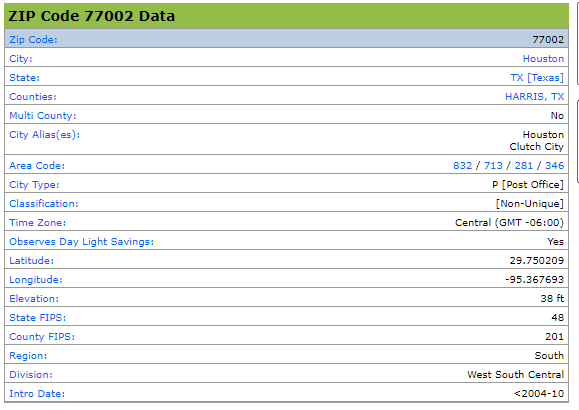 ZIP Code 77002 Data
Zip Code: 77002
City: Houston
State: TX [Texas]
Counties: HARRIS, TX
Multi County: No
City Alias(es): Houston
Clutch City
Area Code: 832 / 713 / 281 / 346
City Type: P [Post Office]
Classification: [Non-Unique]
Time Zone: Central (GMT -06:00)
Observes Day Light Savings: Yes
Latitude: 29.750209
Longitude: -95.367693
Elevation: 38 ft
State FIPS: 48
County FIPS: 201
Region: South
Division: West South Central
Intro Date: <2004-10